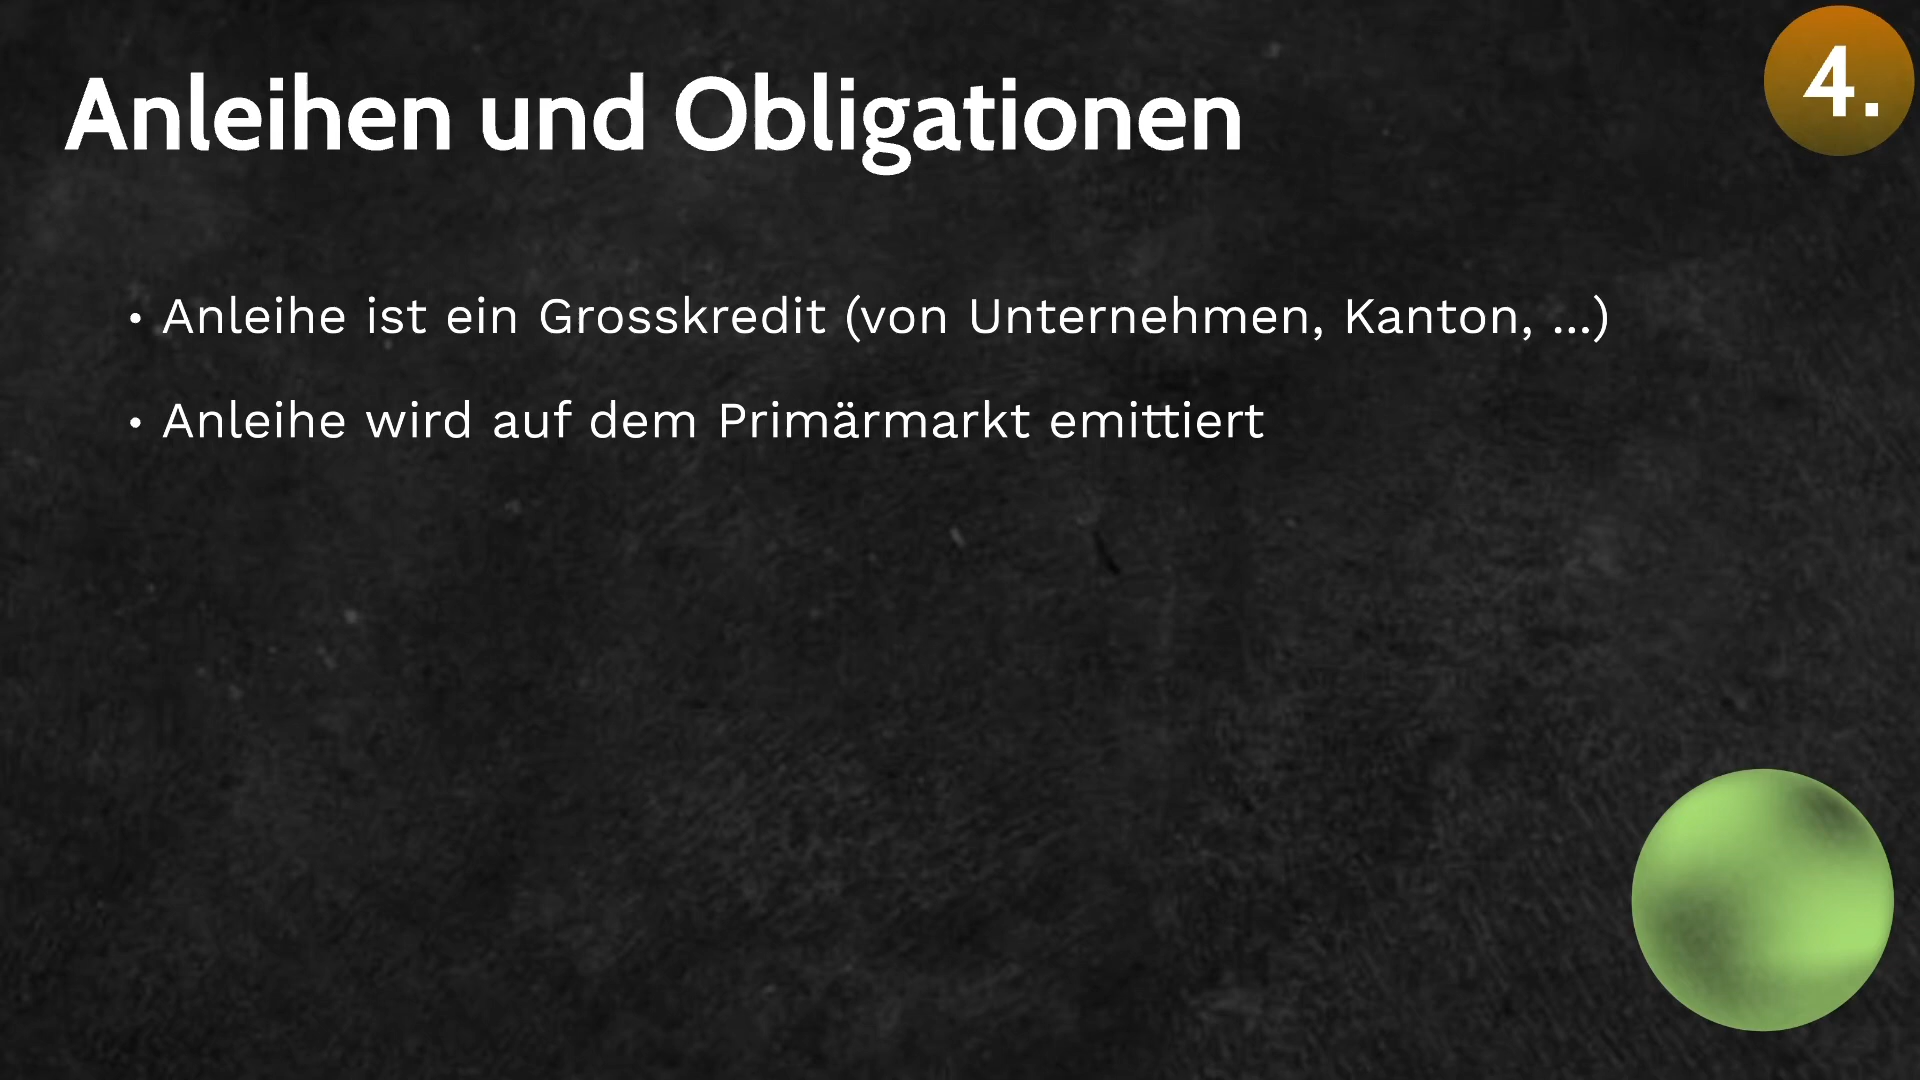 Anleihen und Obligationen
4.
• Anleihe ist ein Grosskredit (von Unternehmen, Kanton, ...)
• Anleihe wird auf dem Primärmarkt emittiert